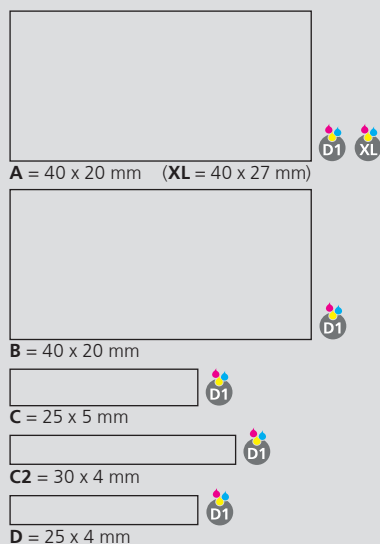 D1 XL
A = 40 x 20 mm (XL = 40 x 27 mm)
D1
B = 40 x 20 mm
D1
C = 25 x 5 mm
D1
C2 = 30 x 4 mm
D1
D = 25 x 4 mm